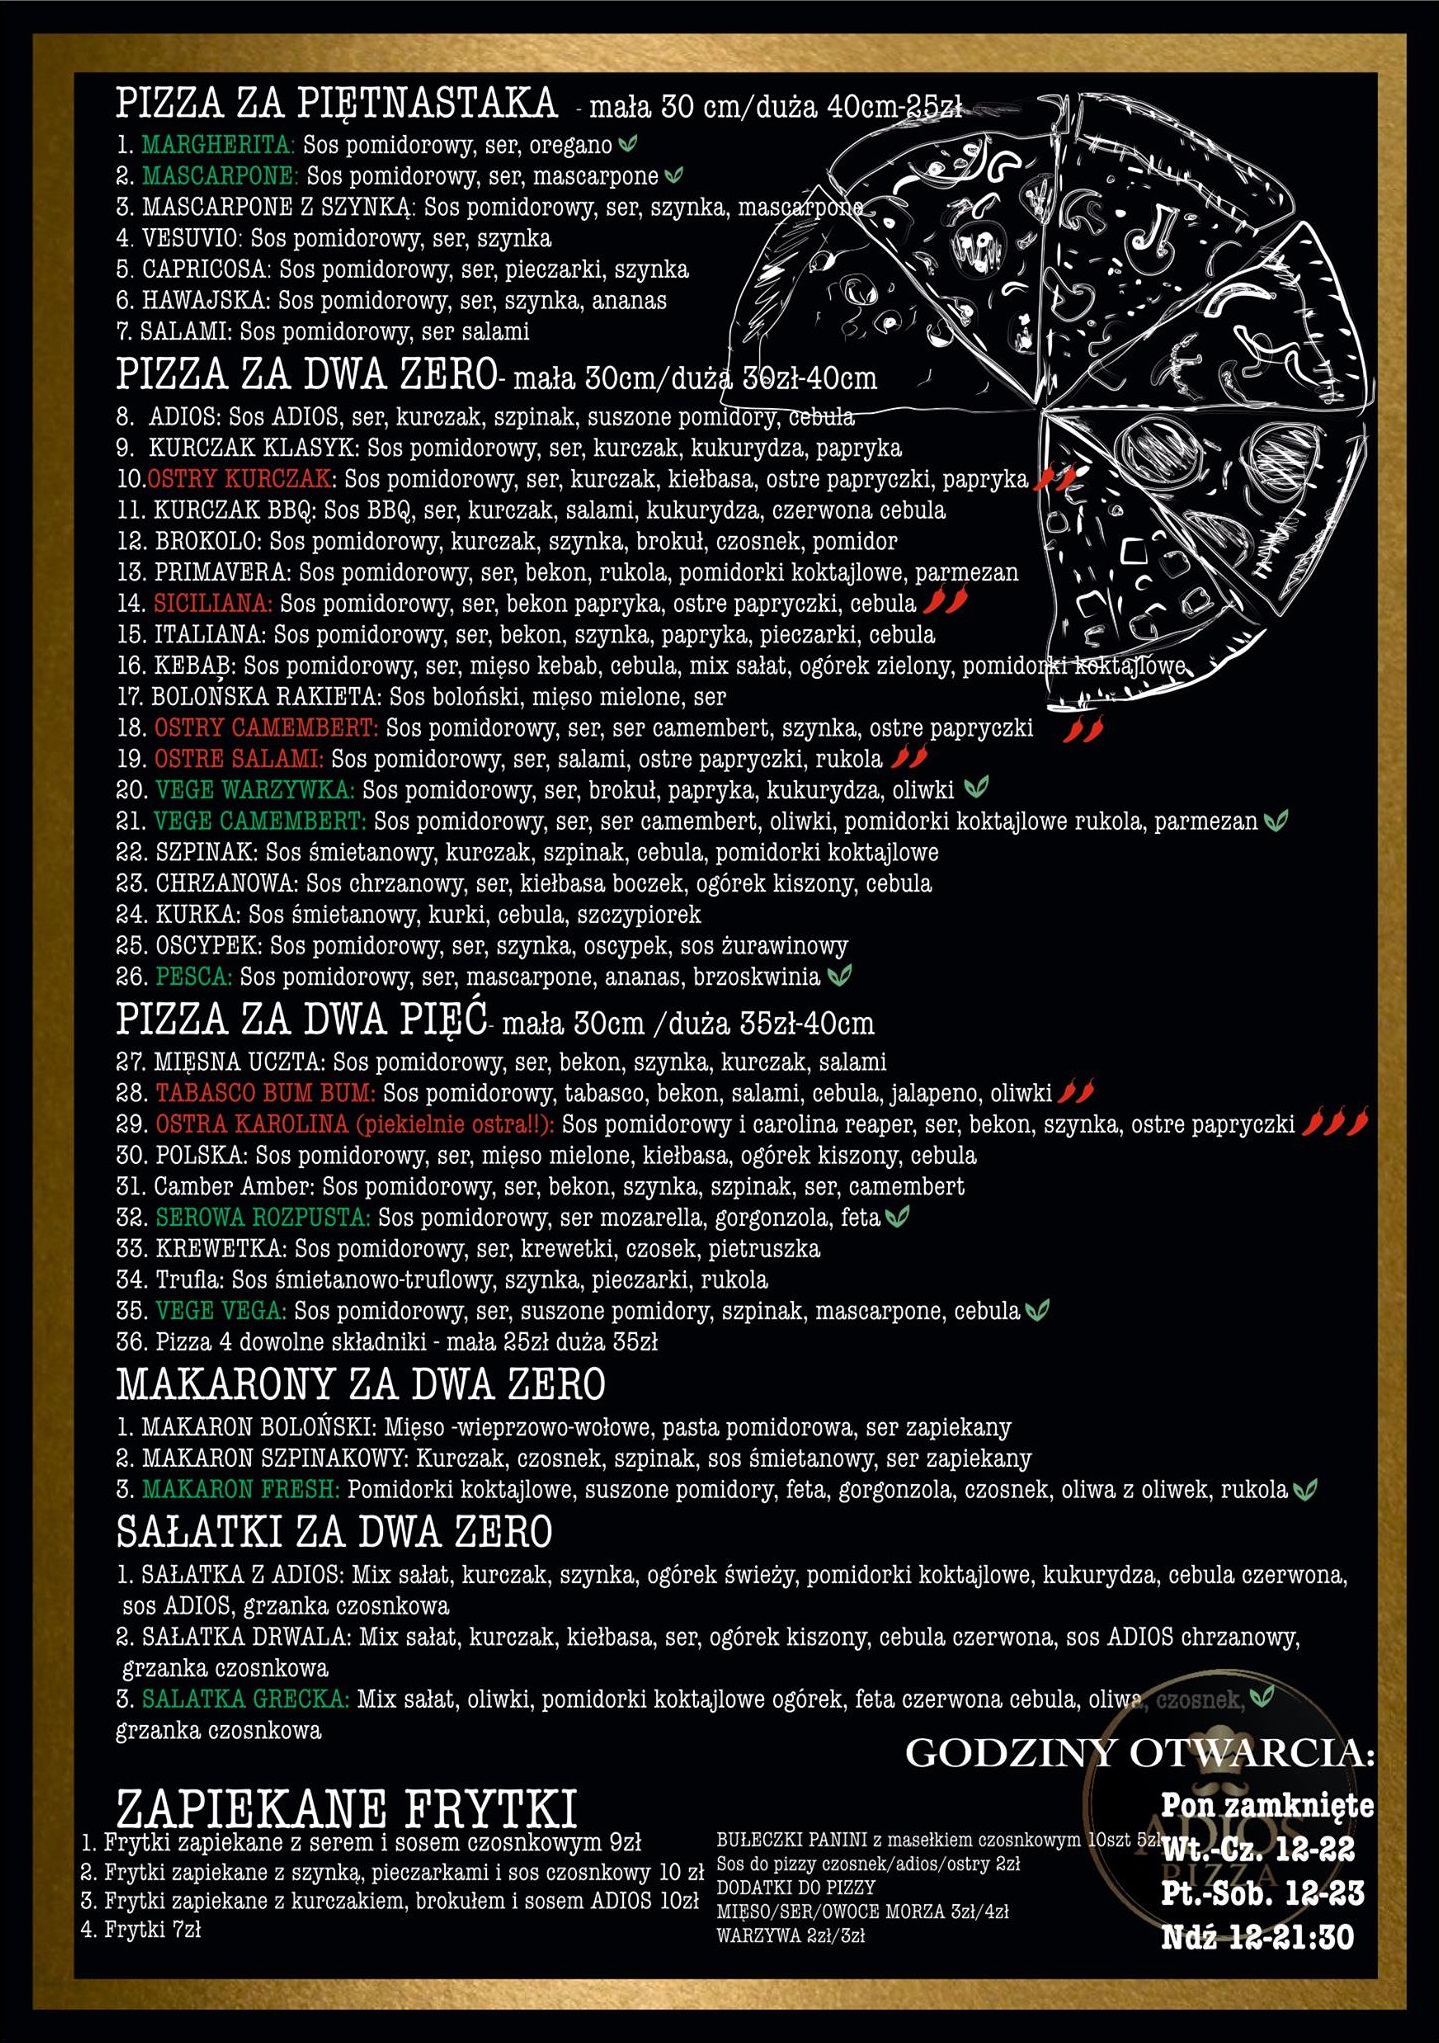 PIZZA ZA PIĘTNASTAKA - mała 30 cm/duża 40cm-25zł
1. MARGHERITA: Sos pomidorowy, ser, oregano
2. MASCARPONE: Sos pomidorowy, ser, mascarpone
3. MASCARPONE Z SZYNKĄ: Sos pomidorowy, ser, szynka, mascarpone
4. VESUVIO: Sos pomidorowy, ser, szynka
5. CAPRICOSA: Sos pomidorowy, ser, pieczarki, szynka
6. HAWAJSKA: Sos pomidorowy, ser, szynka, ananas
7. SALAMI: Sos pomidorowy, ser salami
PIZZA ZA DWA ZERO- mała 30cm/duża 30zł-40cm
8. ADIOS: Sos ADIOS, ser, kurczak, szpinak, suszone pomidory, cebula
9. KURCZAK KLASYK: Sos pomidorowy, ser, kurczak, kukurydza, papryka
10.OSTRY KURCZAK: Sos pomidorowy, ser, kurczak, kiełbasa, ostre papryczki, papryka
11. KURCZAK BBQ: Sos BBQ, ser, kurczak, salami, kukurydza, czerwona cebula
12. BROKOLO: Sos pomidorowy, kurczak, szynka, brokuł, czosnek, pomidor
13. PRIMAVERA: Sos pomidorowy, ser, bekon, rukola, pomidorki koktajlowe, parmezan
14. SICILIANA: Sos pomidorowy, ser, bekon papryka, ostre papryczki, cebula
15. ITALIANA: Sos pomidorowy, ser, bekon, szynka, papryka, pieczarki, cebula
16. KEBAB: Sos pomidorowy, ser, mięso kebab, cebula, mix sałat, ogórek zielony, pomidorki koktajlowe,
17. BOLOŃSKA RAKIETA: Sos boloński, mięso mielone, ser
18. OSTRY CAMEMBERT: Sos pomidorowy, ser, ser camembert, szynka, ostre papryczki
19. OSTRE SALAMI: Sos pomidorowy, ser, salami, ostre papryczki, rukola
20. VEGE WARZYWKA: Sos pomidorowy, ser, brokuł, papryka, kukurydza, oliwki
21. VEGE CAMEMBERT: Sos pomidorowy, ser, ser camembert, oliwki, pomidorki koktajlowe rukola, parmezan
22. SZPINAK: Sos śmietanowy, kurczak, szpinak, cebula, pomidorki koktajlowe
23. CHRZANOWA: Sos chrzanowy, ser, kiełbasa boczek, ogórek kiszony, cebula
24. KURKA: Sos śmietanowy, kurki, cebula, szczypiorek
25. OSCYPEK: Sos pomidorowy, ser, szynka, oscypek, sos żurawinowy
26. PESCA: Sos pomidorowy, ser, mascarpone, ananas, brzoskwinia
PIZZA ZA DWA PIĘĆ- mała 30cm /duża 35zł-40cm
27. MIĘSNA UCZTA: Sos pomidorowy, ser, bekon, szynka, kurczak, salami
28. TABASCO BUM BUM: Sos pomidorowy, tabasco, bekon, salami, cebula, jalapeno, oliwki
29. OSTRA KAROLINA (piekielnie ostra!!): Sos pomidorowy i carolina reaper, ser, bekon, szynka, ostre papryczki
30. POLSKA: Sos pomidorowy, ser, mięso mielone, kiełbasa, ogórek kiszony, cebula
31. Camber Amber: Sos pomidorowy, ser, bekon, szynka, szpinak, ser, camembert
32. SEROWA ROZPUSTA: Sos pomidorowy, ser mozarella, gorgonzola, feta
33. KREWETKA: Sos pomidorowy, ser, krewetki, czosek, pietruszka
34. Trufla: Sos śmietanowo-truflowy, szynka, pieczarki, rukola
35. VEGE VEGA: Sos pomidorowy, ser, suszone pomidory, szpinak, mascarpone, cebula
36. Pizza 4 dowolne składniki - mała 25zł duża 35zł
MAKARONY ZA DWA ZERO
1. MAKARON BOLOŃSKI: Mięso -wieprzowo-wołowe, pasta pomidorowa, ser zapiekany
2. MAKARON SZPINAKOWY: Kurczak, czosnek, szpinak, sos śmietanowy, ser zapiekany
3. MAKARON FRESH: Pomidorki koktajlowe, suszone pomidory, feta, gorgonzola, czosnek, oliwa z oliwek, rukola
SAŁATKI ZA DWA ZERO
1. SAŁATKA Z ADIOS: Mix sałat, kurczak, szynka, ogórek świeży, pomidorki koktajlowe, kukurydza, cebula czerwona,
sos ADIOS, grzanka czosnkowa
2. SAŁATKA DRWALA: Mix sałat, kurczak, kiełbasa, ser, ogórek kiszony, cebula czerwona, sos ADIOS chrzanowy,
grzanka czosnkowa
3. SALATKA GRECKA: Mix sałat, oliwki, pomidorki koktajlowe ogórek, feta czerwona cebula, oliwa, czosnek,
grzanka czosnkowa
GODZINY OTWARCIA:
Pon zamknięte
Wt.-Cz. 12-22
Pt.-Sob. 12-23
Ndź 12-21:30
ADIOS
PIZZA
ZAPIEKANE FRYTKI
1. Frytki zapiekane z serem i sosem czosnkowym 9zł
2. Frytki zapiekane z szynką, pieczarkami i sos czosnkowy 10 zł
3. Frytki zapiekane z kurczakiem, brokułem i sosem ADIOS 10zł
4. Frytki 7zł
BUŁECZKI PANINI z masełkiem czosnkowym 10szt 5zł
Sos do pizzy czosnek/adios/ostry 2zł
DODATKI DO PIZZY
MIĘSO/SER/OWOCE MORZA 3zł/4zł
WARZYWA 2zł/3zł